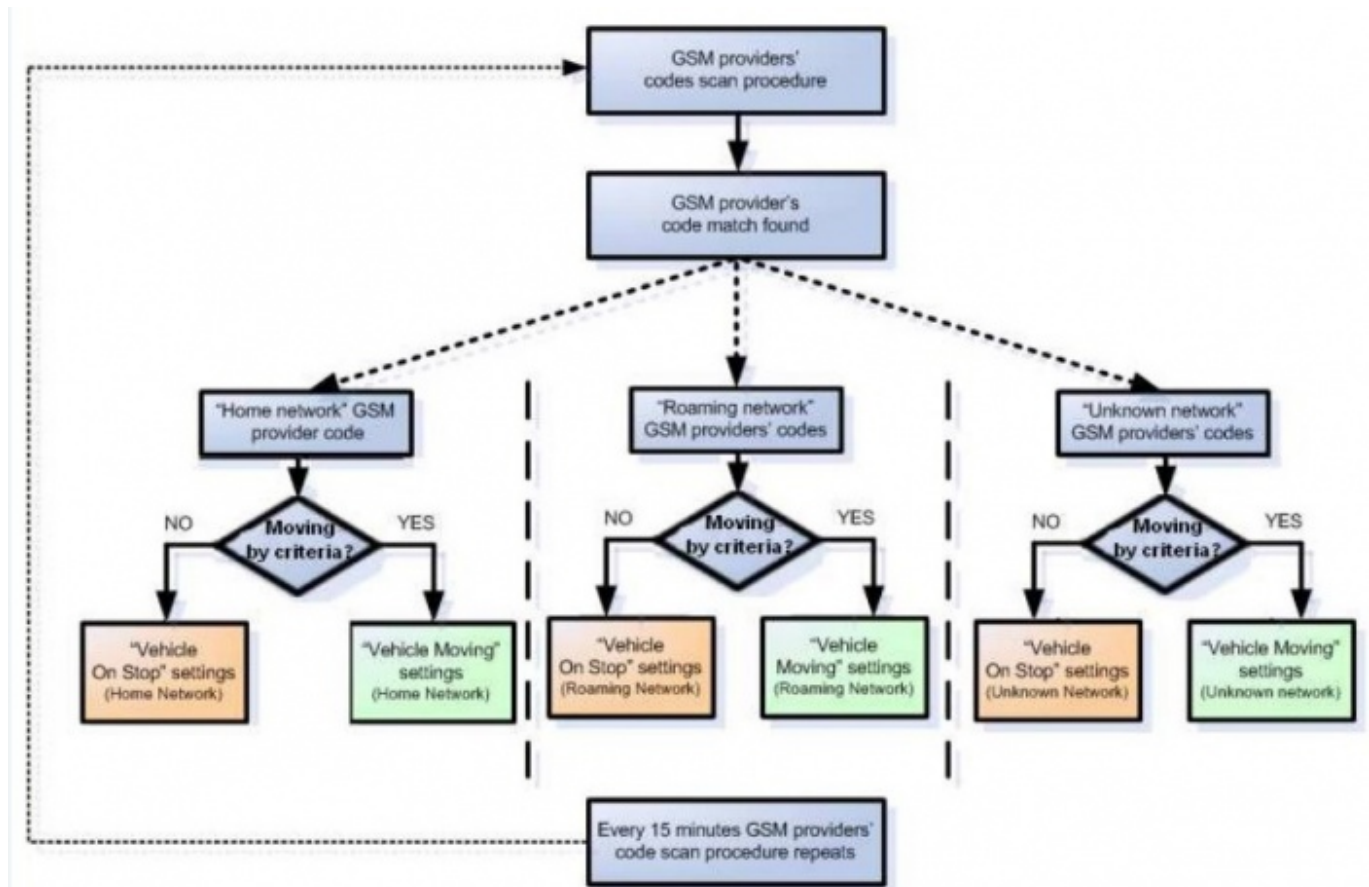 GSM providers'
codes scan procedure
GSM provider's
code match found
"Home network" GSM
provider code
"Roaming network"
GSM providers' codes
"Unknown network"
GSM providers' codes
NO
Moving
by criteria?
YES
NO
Moving
by criteria?
YES
NO
Moving
by criteria?
YES
"Vehicle
On Stop" settings
(Home Network)
"Vehicle Moving"
settings
(Home Network)
"Vehicle
On Stop" settings
(Roaming Network)
"Vehicle
Moving" settings
(Roaming Network)
"Vehicle
On Stop" settings
(Unknown Network)
"Vehicle Moving"
settings
(Unknown network)
Every 15 minutes GSM providers'
code scan procedure repeats